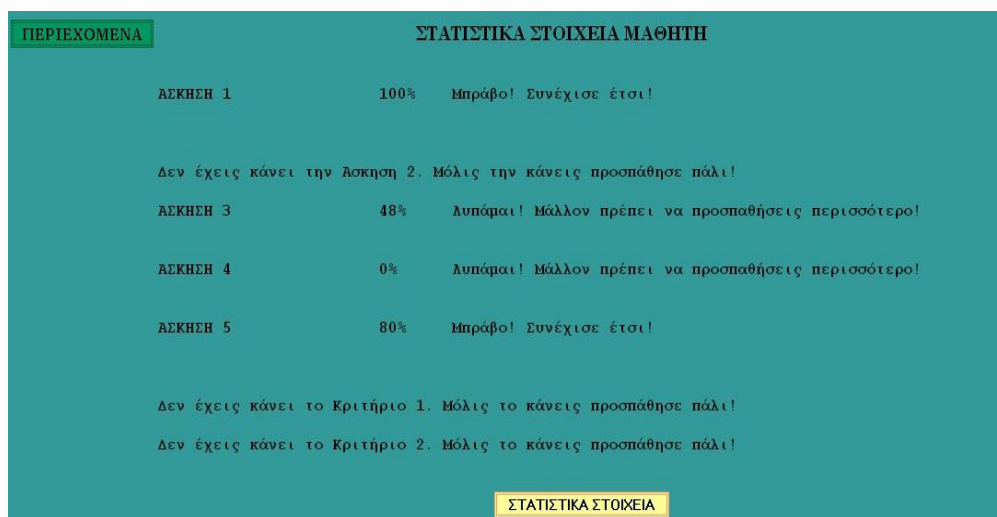 ΠΕΡΙΕΧΟΜΕΝΑ
ΣΤΑΤΙΣΤΙΚΑ ΣΤΟΙΧΕΙΑ ΜΑΘΗΤΗ
ΑΣΚΗΣΗ 1 100% Μπράβο! Συνέχισε έτσι!
Δεν έχεις κάνει την Άσκηση 2. Μόλις την κάνεις προσπάθησε πάλι!
ΑΣΚΗΣΗ 3 48% Λυπάμαι! Μάλλον πρέπει να προσπαθήσεις περισσότερο!
ΑΣΚΗΣΗ 4 0% Λυπάμαι! Μάλλον πρέπει να προσπαθήσεις περισσότερο!
ΑΣΚΗΣΗ 5 80% Μπράβο! Συνέχισε έτσι!
Δεν έχεις κάνει το Κριτήριο 1. Μόλις το κάνεις προσπάθησε πάλι!
Δεν έχεις κάνει το Κριτήριο 2. Μόλις το κάνεις προσπάθησε πάλι!
ΣΤΑΤΙΣΤΙΚΑ ΣΤΟΙΧΕΙΑ